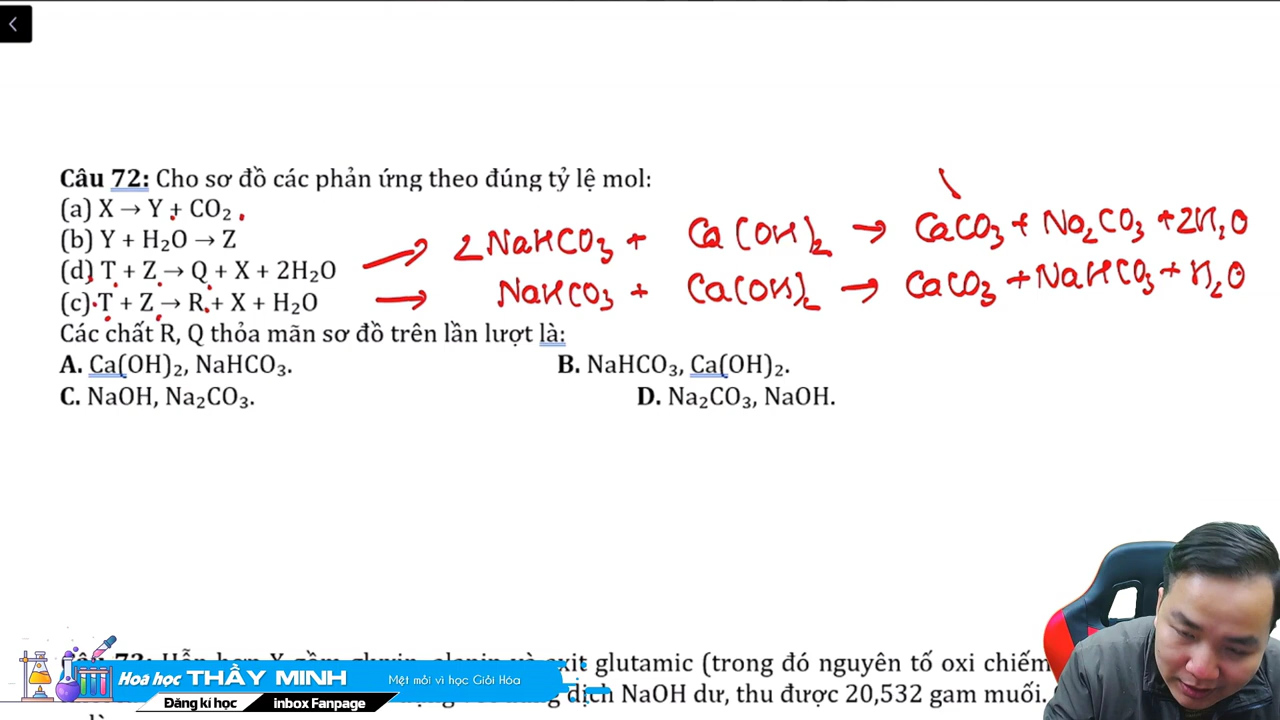 Câu 72: Cho sơ đồ các phản ứng theo đúng tỷ lệ mol:
(a) X → Y + CO₂
(b) Y + H₂O → Z
(d) T + Z → Q + X + 2H₂O
(c) T + Z → R + X + H₂O
2NaHCO₃ + Ca(OH)₂ → CaCO₃ + Na₂CO₃ + 2H₂O
NaHCO₃ + Ca(OH)₂ → CaCO₃ + NaHCO₃ + H₂O
Các chất R, Q thỏa mãn sơ đồ trên lần lượt là:
A. Ca(OH)₂, NaHCO₃. B. NaHCO₃, Ca(OH)₂.
C. NaOH, Na₂CO₃. D. Na₂CO₃, NaOH.
glutamic (trong đó nguyên tố oxi chiếm
dịch NaOH dư, thu được 20,532 gam muối.
Hoá học THẦY MINH
Mệt mỏi vì học Giỏi Hóa
Đăng kí học inbox Fanpage